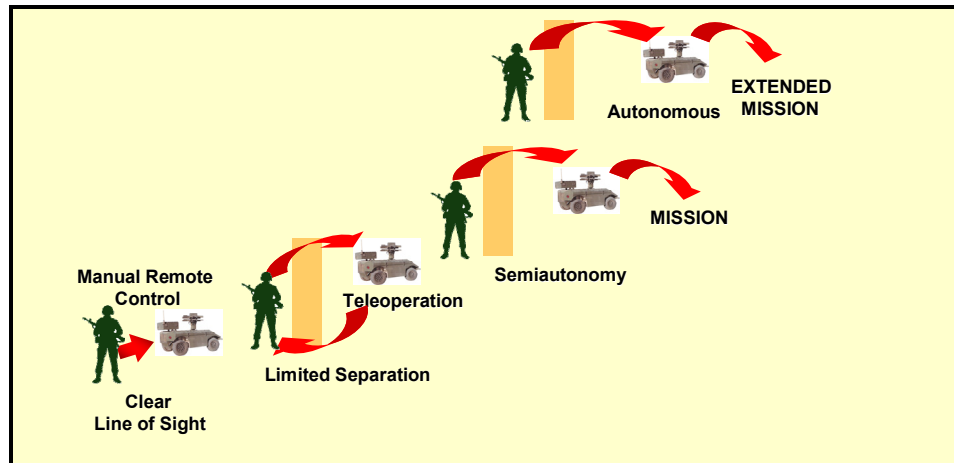 Manual Remote
Control
Clear
Line of Sight
Teleoperation
Limited Separation
Semiautonomy
MISSION
Autonomous
EXTENDED
MISSION